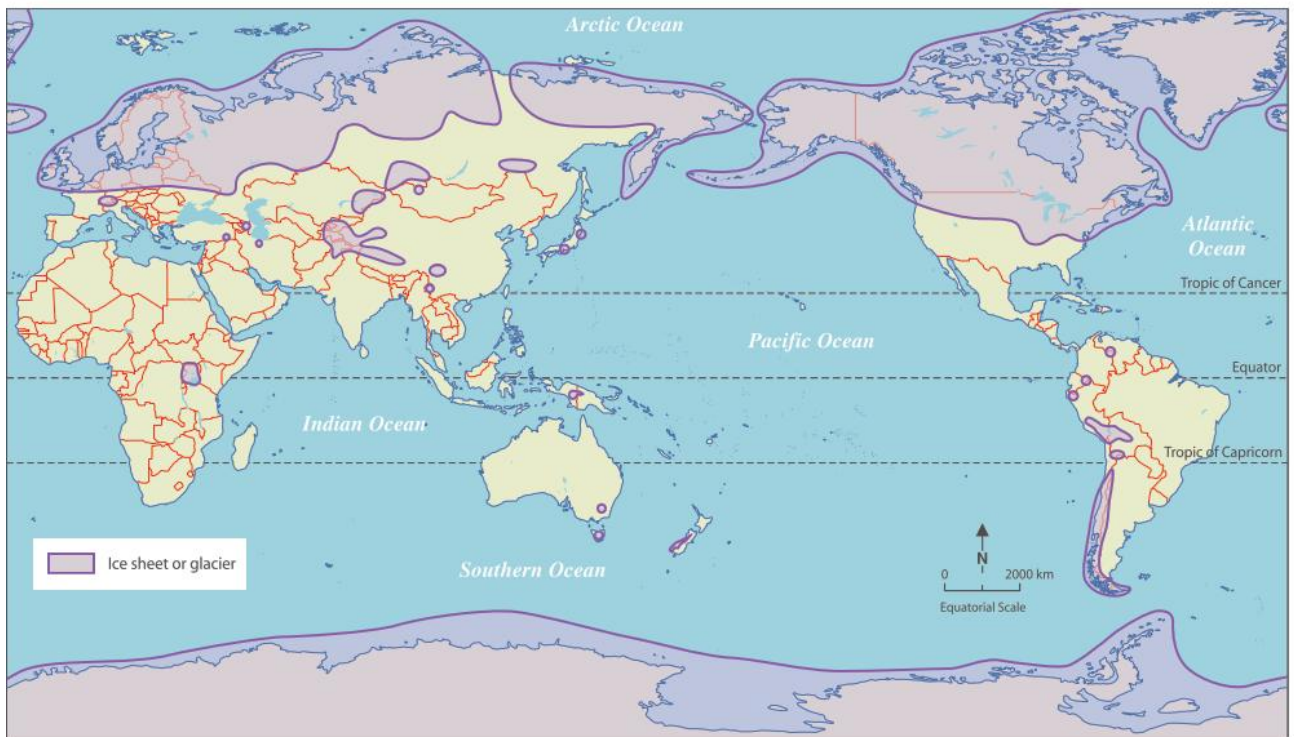 Arctic Ocean
Atlantic
Ocean
Tropic of Cancer
Pacific Ocean
Equator
Indian Ocean
Tropic of Capricorn
N
Ice sheet or glacier
Southern Ocean
0 2000 km
Equatorial Scale